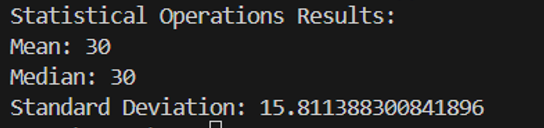 Statistical Operations Results:
Mean: 30
Median: 30
Standard Deviation: 15.811388300841896